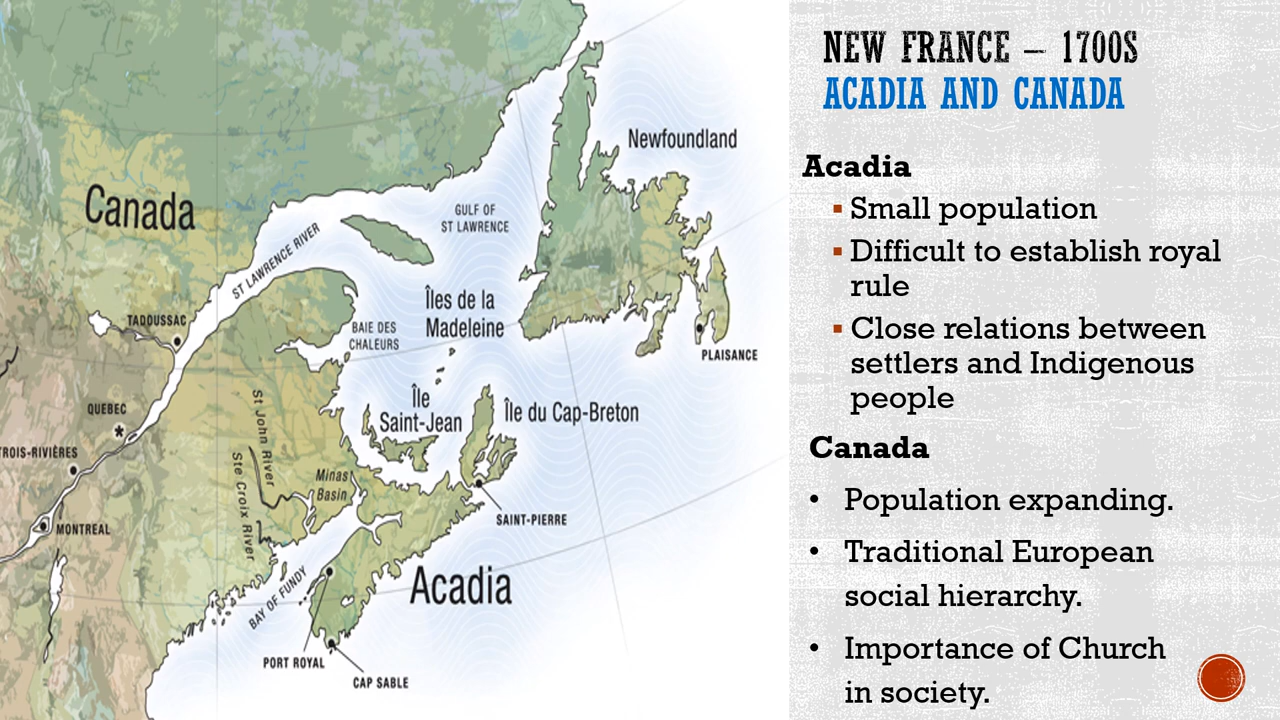 NEW FRANCE – 1700S
ACADIA AND CANADA
Acadia
▪ Small population
▪ Difficult to establish royal
rule
▪ Close relations between
settlers and Indigenous
people
Canada
• Population expanding.
• Traditional European
social hierarchy.
• Importance of Church
in society.
Newfoundland
Canada
GULF OF
ST LAWRENCE
ST LAWRENCE RIVER
Îles de la
Madeleine
TADOUSSAC
BAIE DES
CHALEURS
PLAISANCE
QUEBEC
Île
Saint-Jean
Île du Cap-Breton
St John River
TROIS-RIVIÈRES
Ste Croix River
Minas
Basin
SAINT-PIERRE
MONTREAL
Acadia
BAY OF FUNDY
PORT ROYAL
CAP SABLE